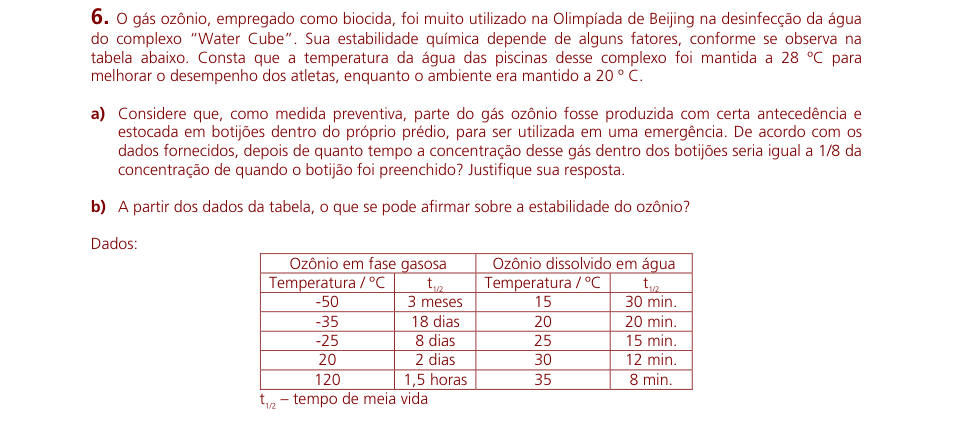 6. O gás ozônio, empregado como biocida, foi muito utilizado na Olimpíada de Beijing na desinfecção da água
do complexo “Water Cube”. Sua estabilidade química depende de alguns fatores, conforme se observa na
tabela abaixo. Consta que a temperatura da água das piscinas desse complexo foi mantida a 28 ºC para
melhorar o desempenho dos atletas, enquanto o ambiente era mantido a 20 º C.
a) Considere que, como medida preventiva, parte do gás ozônio fosse produzida com certa antecedência e
estocada em botijões dentro do próprio prédio, para ser utilizada em uma emergência. De acordo com os
dados fornecidos, depois de quanto tempo a concentração desse gás dentro dos botijões seria igual a 1/8 da
concentração de quando o botijão foi preenchido? Justifique sua resposta.
b) A partir dos dados da tabela, o que se pode afirmar sobre a estabilidade do ozônio?
Dados:
Ozônio em fase gasosa Ozônio dissolvido em água
Temperatura / ºC t1/2 Temperatura / ºC t1/2
-50 3 meses 15 30 min.
-35 18 dias 20 20 min.
-25 8 dias 25 15 min.
20 2 dias 30 12 min.
120 1,5 horas 35 8 min.
t1/2 – tempo de meia vida